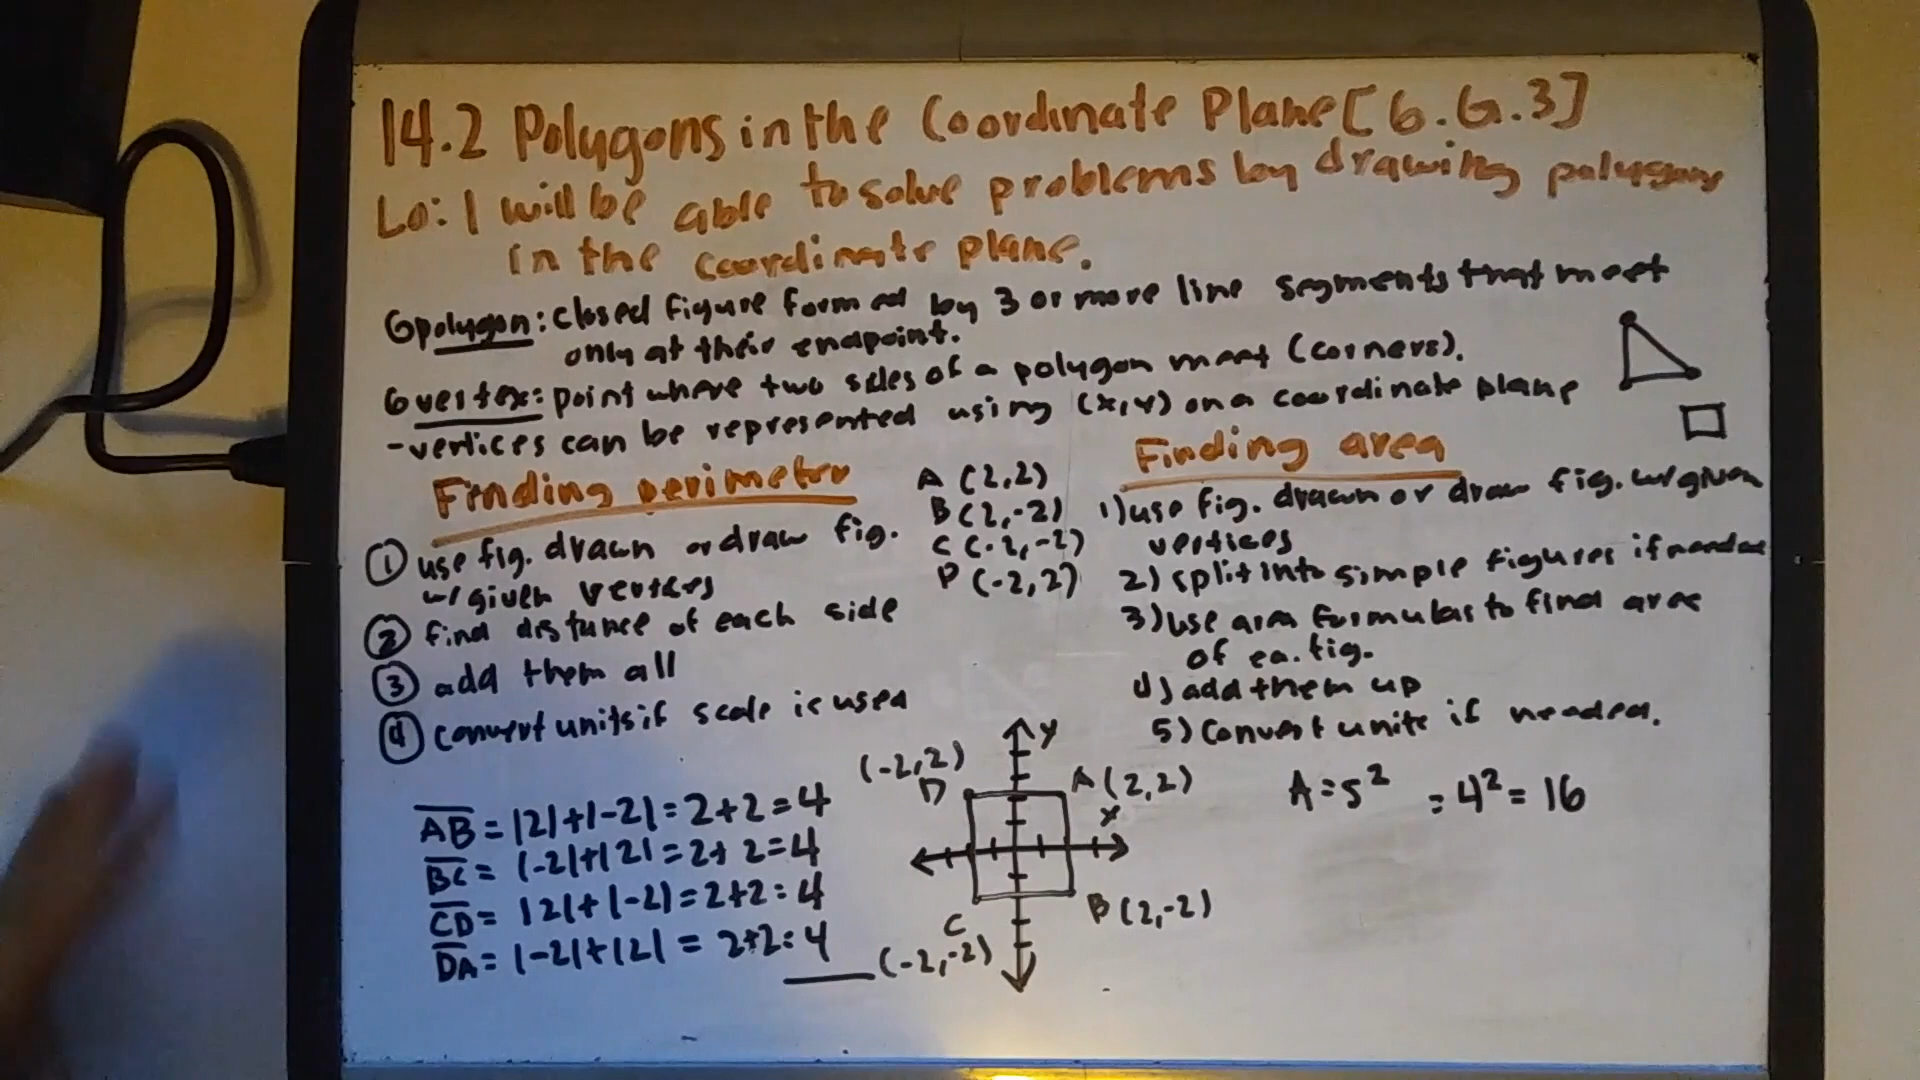 14.2 Polygons in the Coordinate Plane [6.G.3]
LO: I will be able to solve problems by drawing polygons
in the coordinate plane.
polygon: closed figure formed by 3 or more line segments that meet
only at their endpoint.
vertex: point where two sides of a polygon meet (corners).
-vertices can be represented using (x,y) on a coordinate plane
Finding perimeter
① use fig. drawn or draw fig.
w/ given vertices
② find distance of each side
③ add them all
④ convert units if scale is used
A (2,2)
B (2,-2)
C (-2,-2)
D (-2,2)
Finding area
1) use fig. drawn or draw fig. w/ given
vertices
2) split into simple figures if needed
3) use area formulas to find area
of ea. fig.
4) add them up
5) Convert units if needed.
AB = |2|+|-2| = 2+2 = 4
BC = |-2|+|2| = 2+2 = 4
CD = |2|+|-2| = 2+2 = 4
DA = |-2|+|2| = 2+2 = 4
y
(-2,2)
D
A (2,2)
x
C
(-2,-2)
B (2,-2)
A = s² = 4² = 16